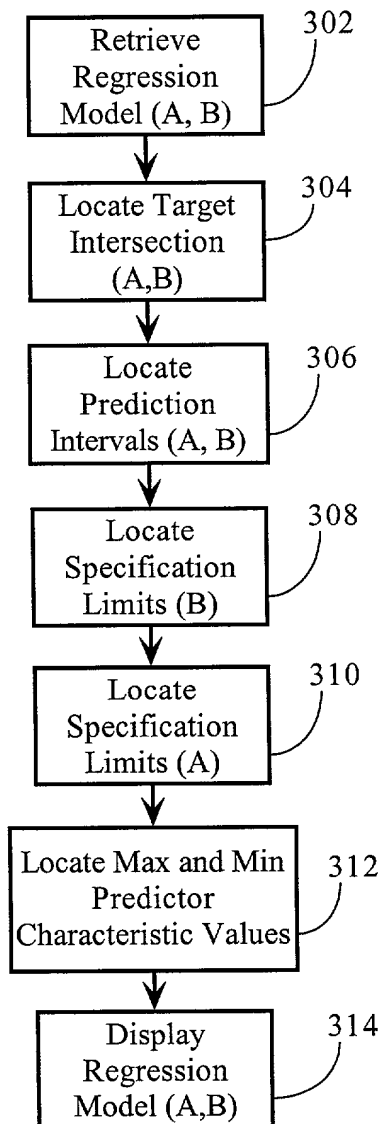 302
Retrieve
Regression
Model (A, B)
304
Locate Target
Intersection
(A,B)
306
Locate
Prediction
Intervals (A, B)
308
Locate
Specification
Limits (B)
310
Locate
Specification
Limits (A)
312
Locate Max and Min
Predictor
Characteristic Values
314
Display
Regression
Model (A,B)